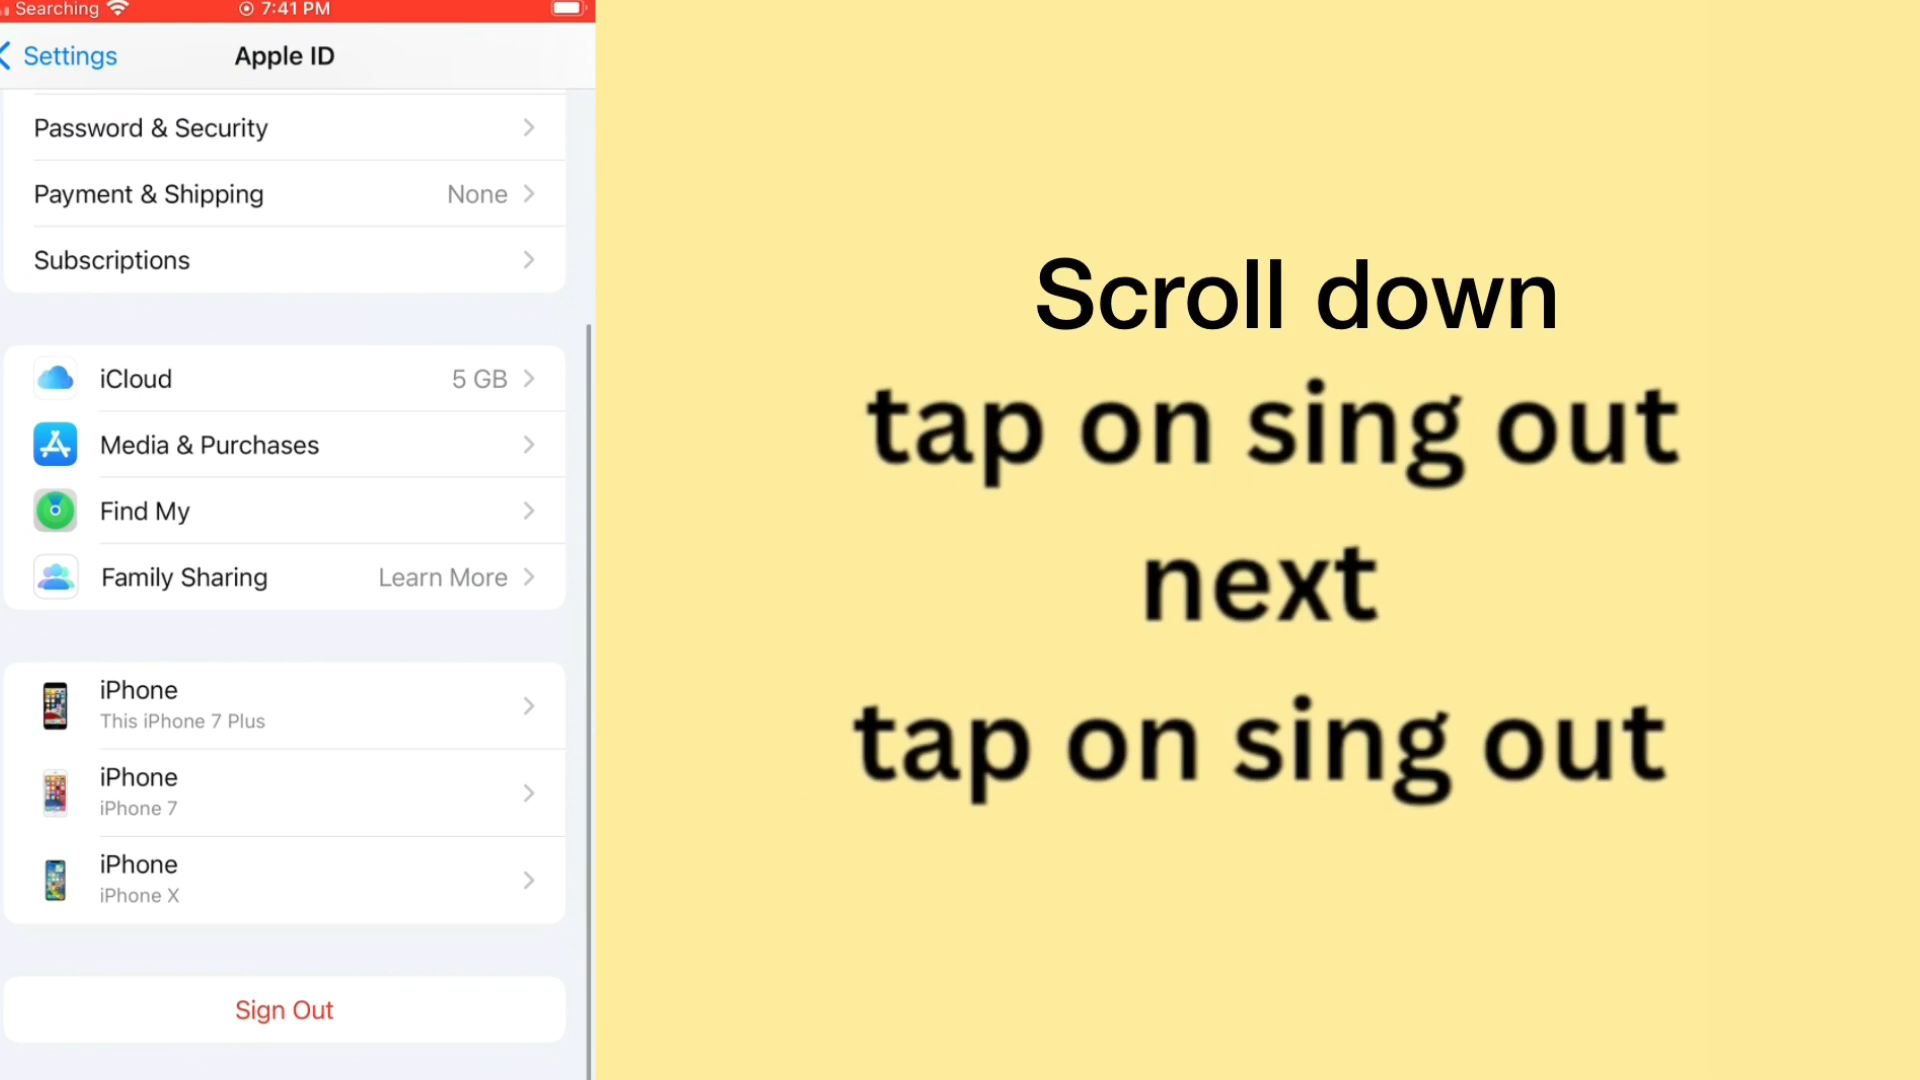 Searching 7:41 PM
Settings Apple ID
Password & Security
Payment & Shipping None
Subscriptions
iCloud 5 GB
Media & Purchases
Find My
Family Sharing Learn More
iPhone
This iPhone 7 Plus
iPhone
iPhone 7
iPhone
iPhone X
Sign Out
Scroll down
tap on sing out
next
tap on sing out